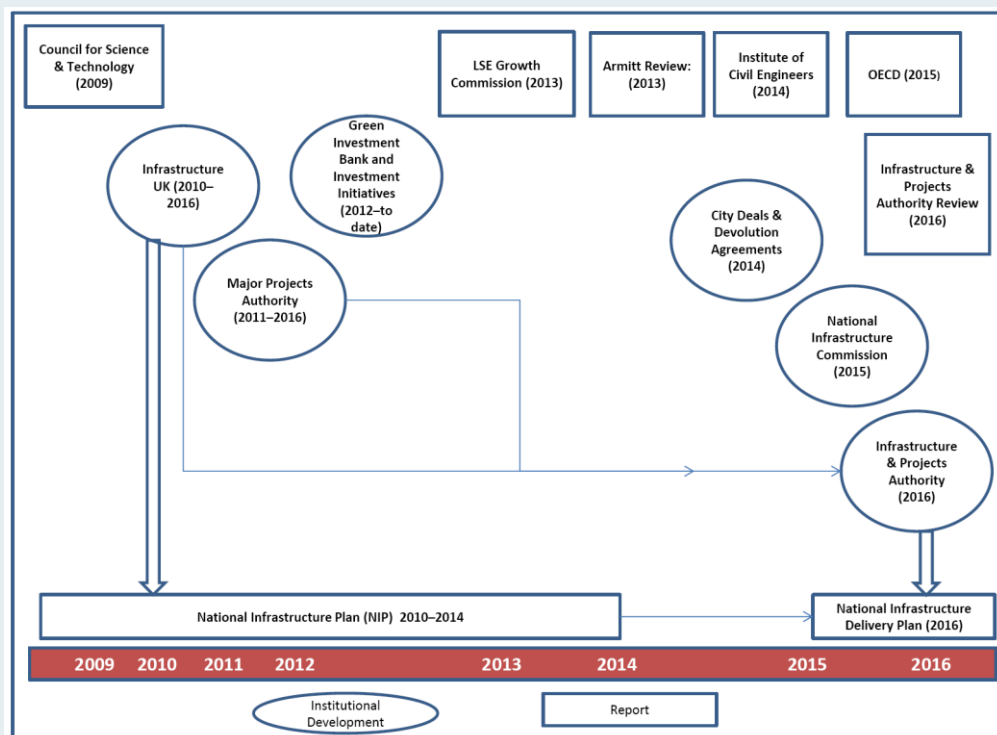 Council for Science
& Technology
(2009)
LSE Growth
Commission (2013)
Armitt Review:
(2013)
Institute of
Civil Engineers
(2014)
OECD (2015)
Infrastructure
UK (2010–
2016)
Green
Investment
Bank and
Investment
Initiatives
(2012–to
date)
Infrastructure &
Projects
Authority Review
(2016)
City Deals &
Devolution
Agreements
(2014)
Major Projects
Authority
(2011–2016)
National
Infrastructure
Commission
(2015)
Infrastructure
& Projects
Authority
(2016)
National Infrastructure Plan (NIP) 2010–2014
National Infrastructure
Delivery Plan (2016)
2009 2010 2011 2012 2013 2014 2015 2016
Institutional
Development
Report